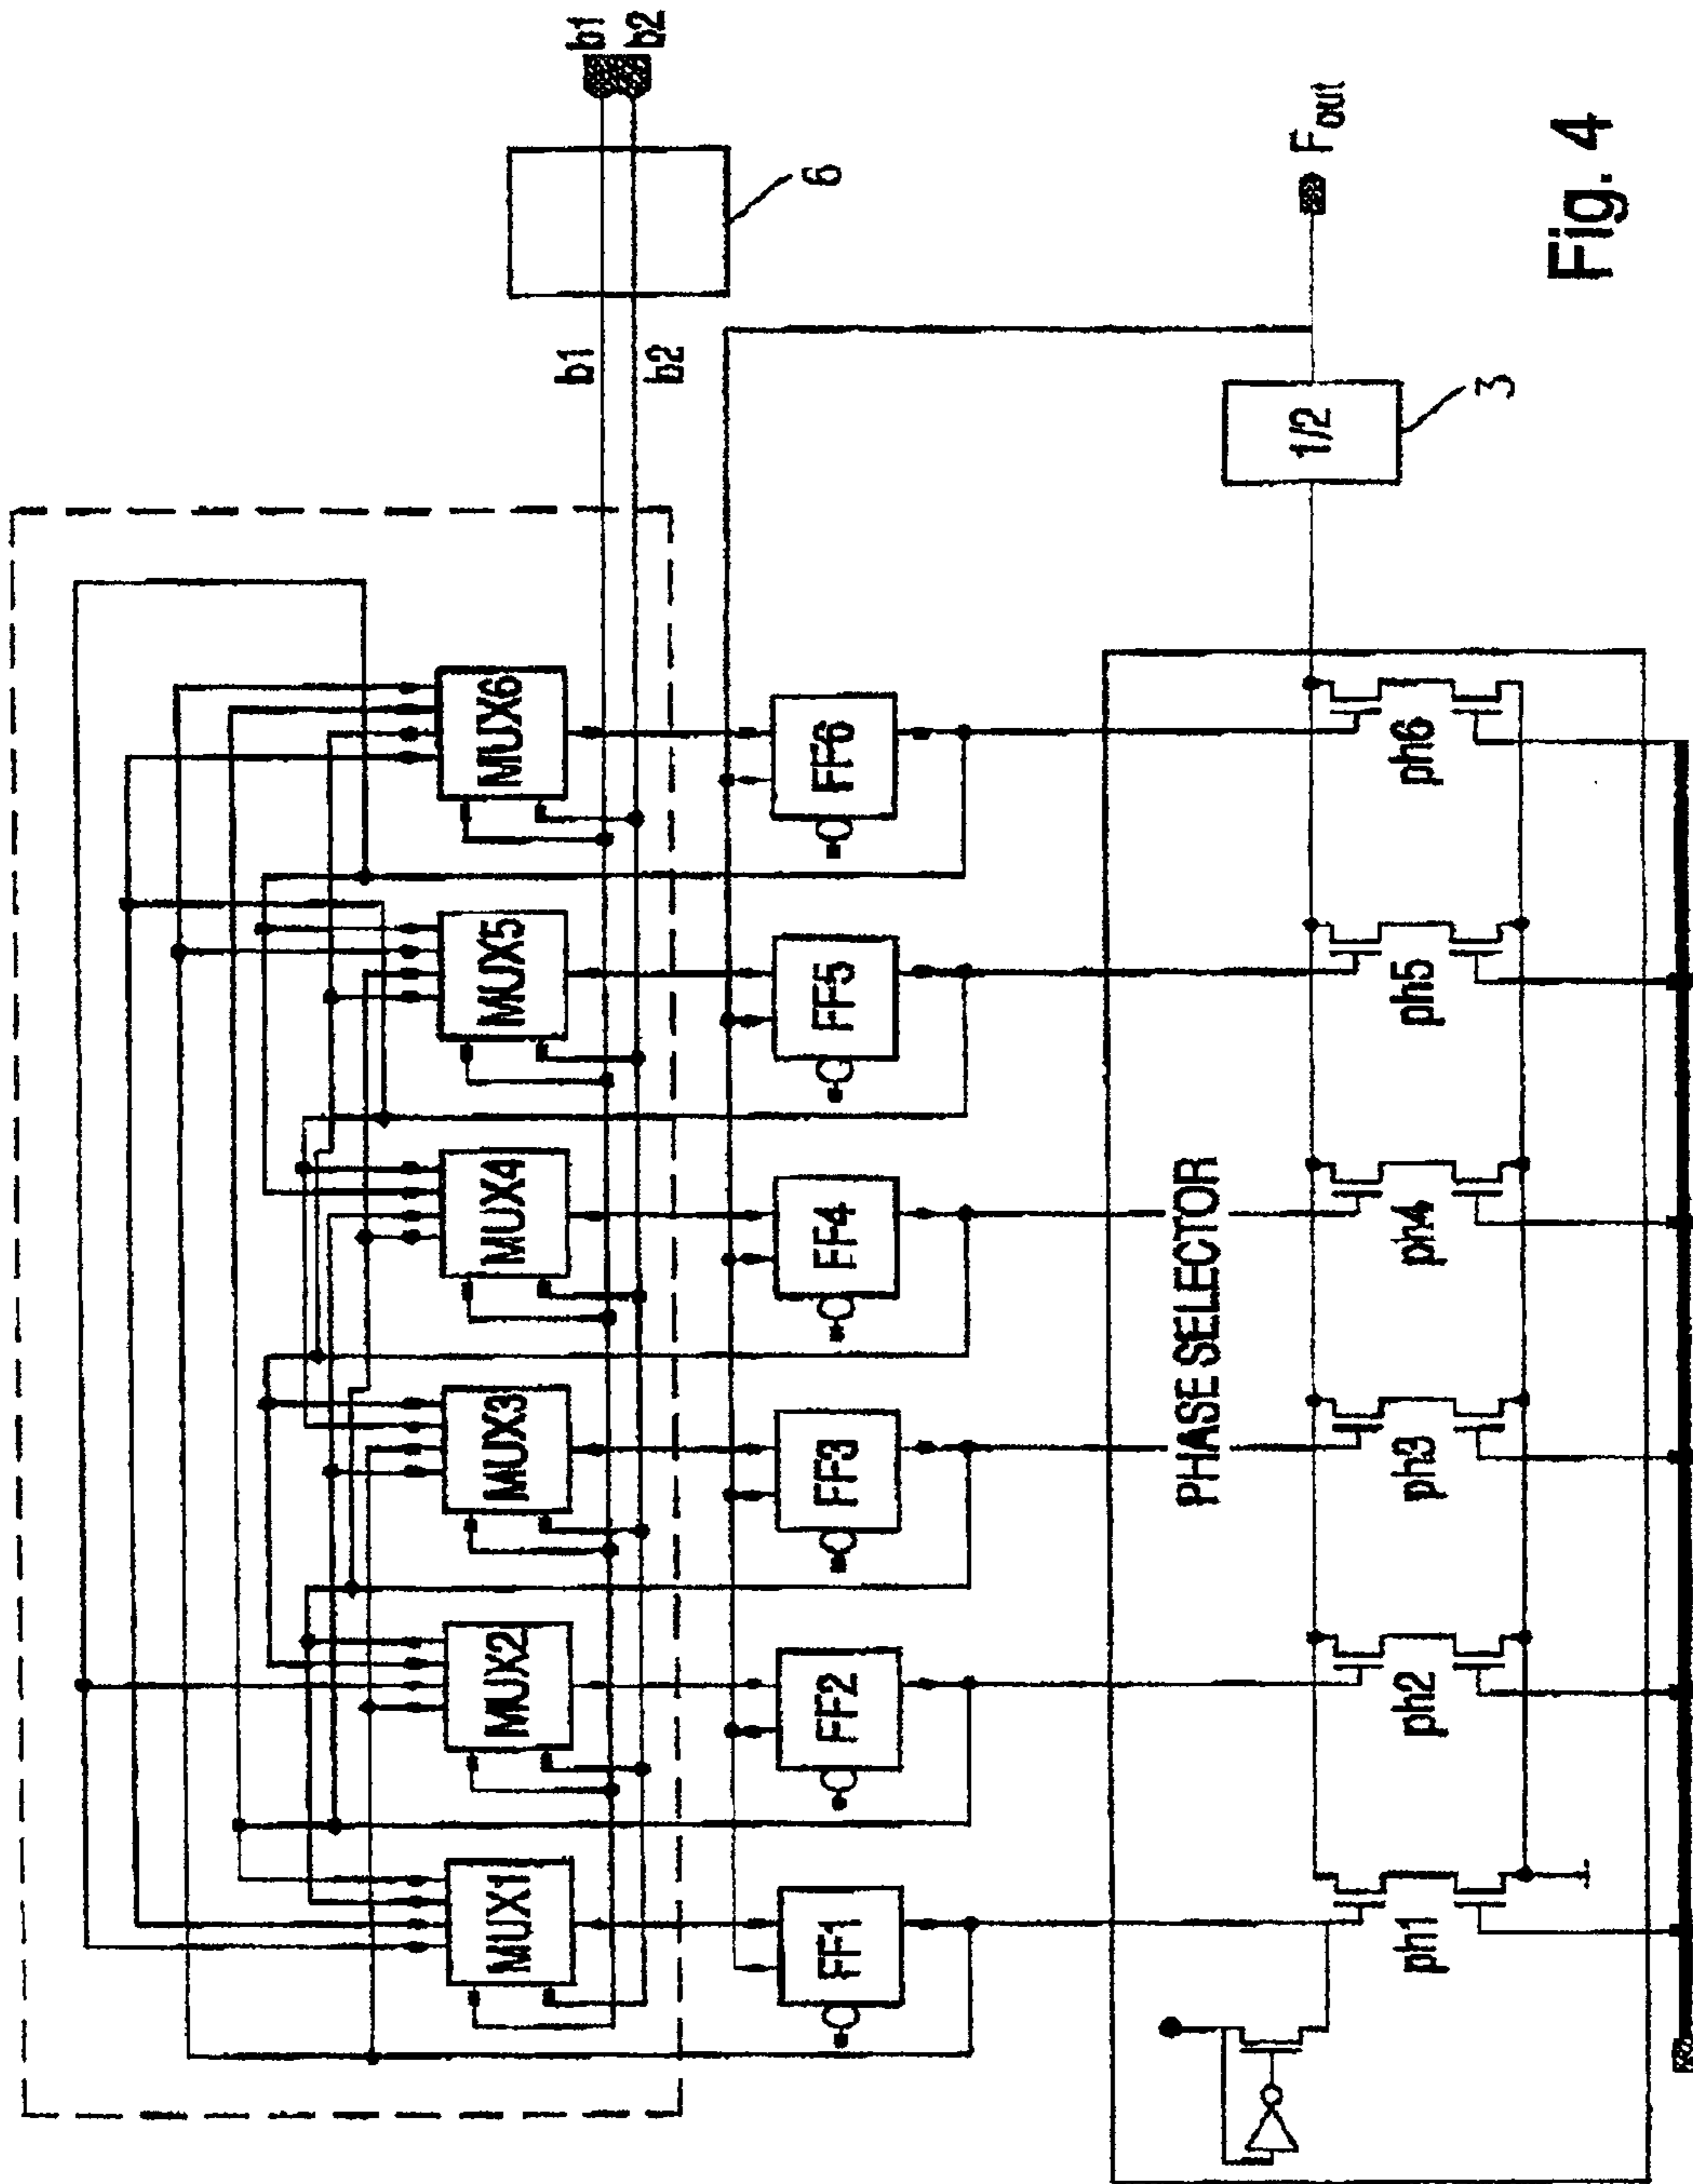 MUX1
MUX2
MUX3
MUX4
MUX5
MUX6
b1
b2
b1
b2
6
FF1
FF2
FF3
FF4
FF5
FF6
PHASE SELECTOR
ph1
ph2
ph3
ph4
ph5
ph6
1/2
3
Fout
Fig. 4